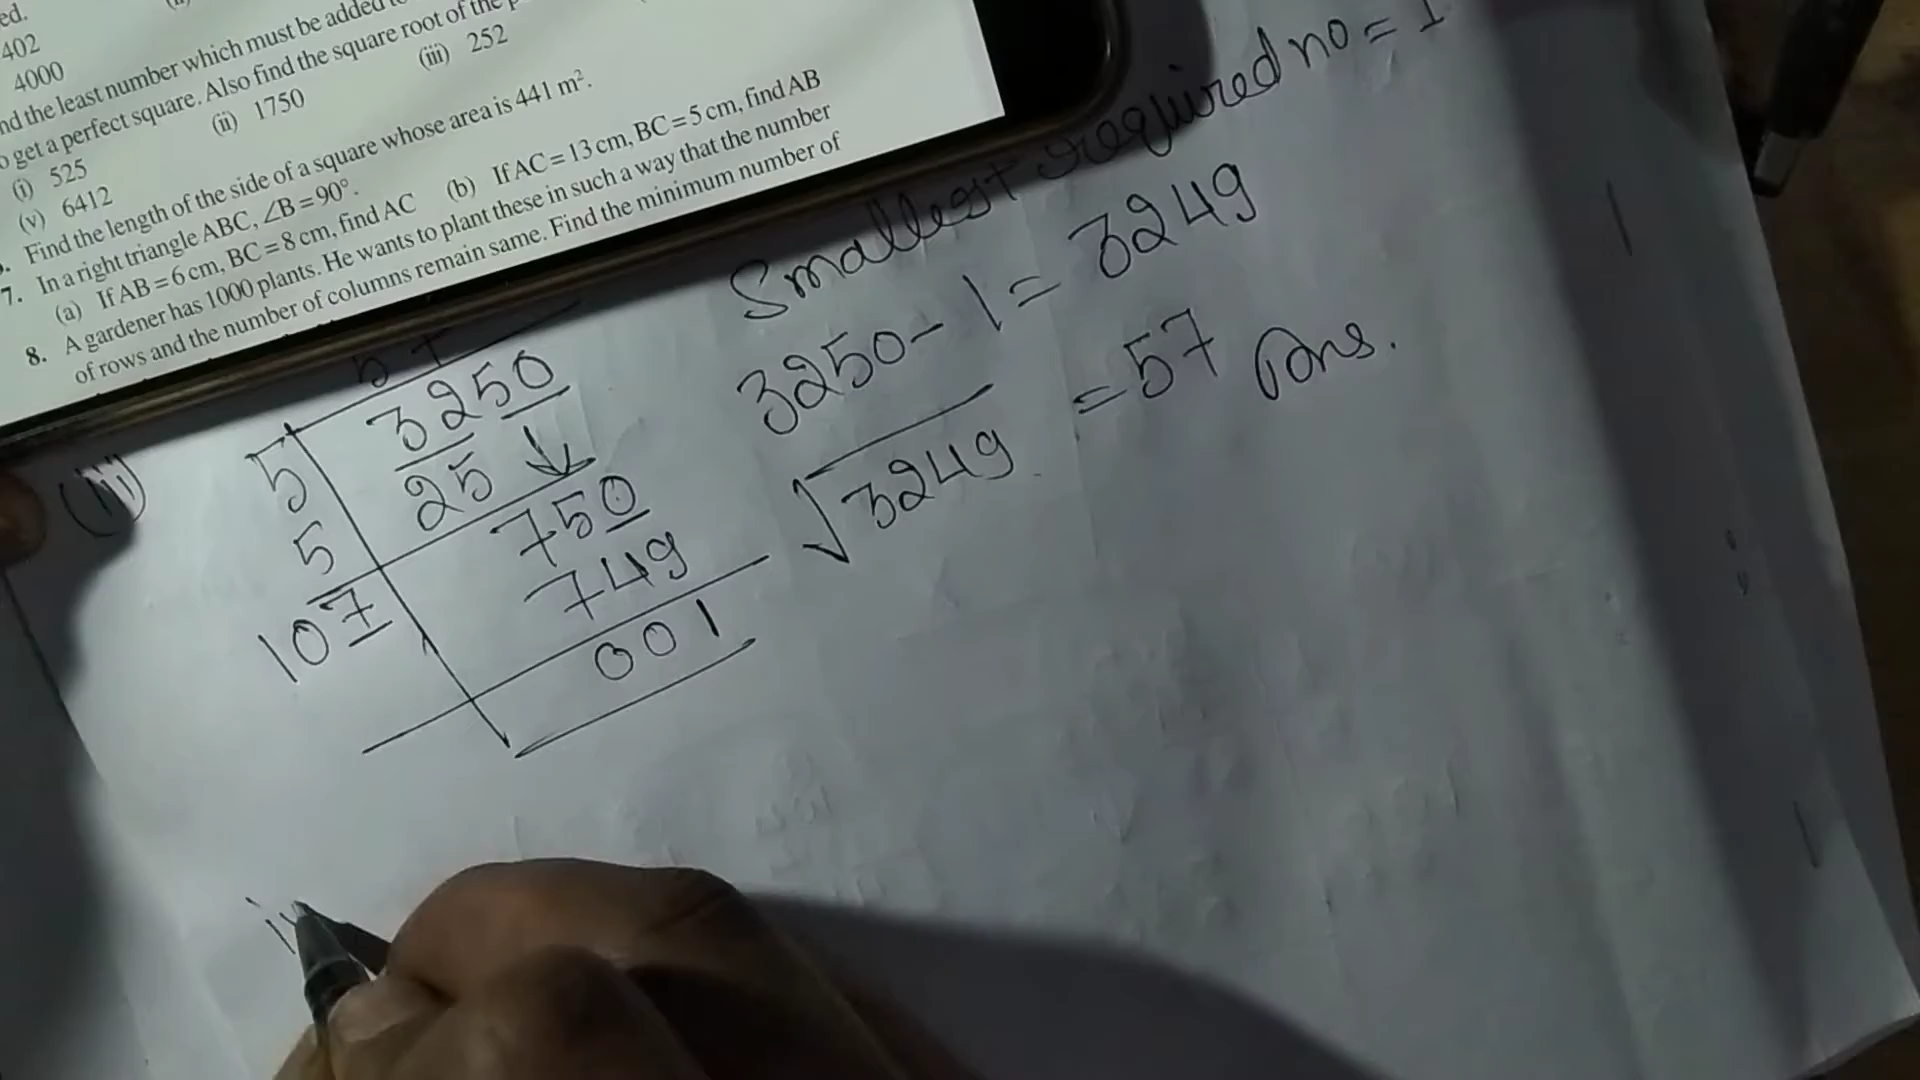 ed.
402
4000
nd the least number which must be added to
o get a perfect square. Also find the square root of the
(i) 525 (ii) 1750 (iii) 252
(v) 6412
Find the length of the side of a square whose area is 441 m².
7. In a right triangle ABC, ∠B = 90°.
(a) If AB = 6 cm, BC = 8 cm, find AC (b) If AC = 13 cm, BC = 5 cm, find AB
8. A gardener has 1000 plants. He wants to plant these in such a way that the number
of rows and the number of columns remain same. Find the minimum number of
Smallest required no = 1
3250 - 1 = 3249
√3249 = 57 Ans.
(iii)
5 3250
25 ↓
5 750
107 749
001